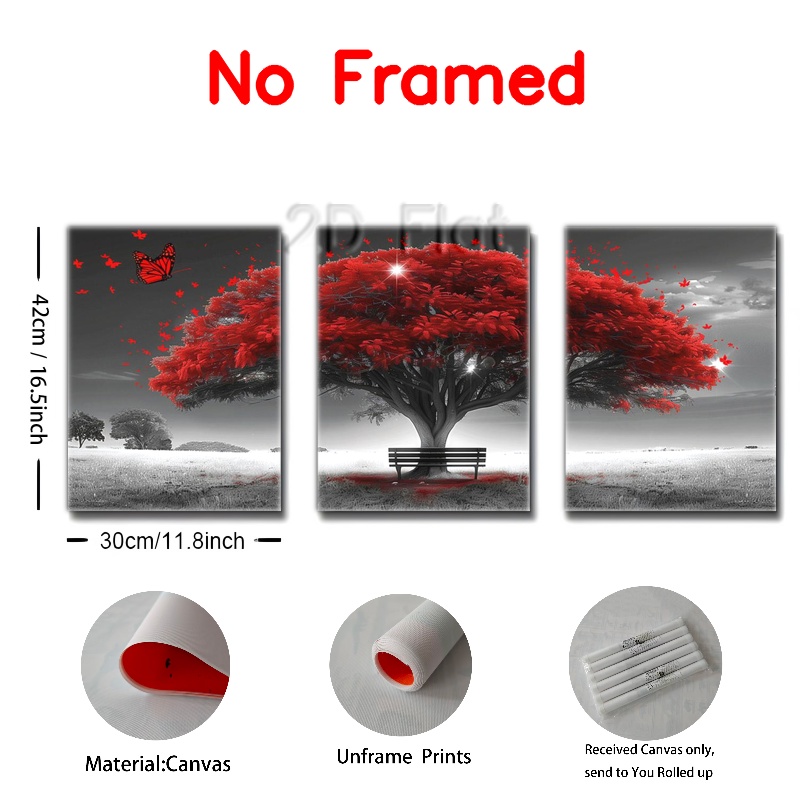 No Framed
2D Flat
42cm / 16.5inch
30cm/11.8inch
Material:Canvas
Unframe Prints
Received Canvas only,
send to You Rolled up